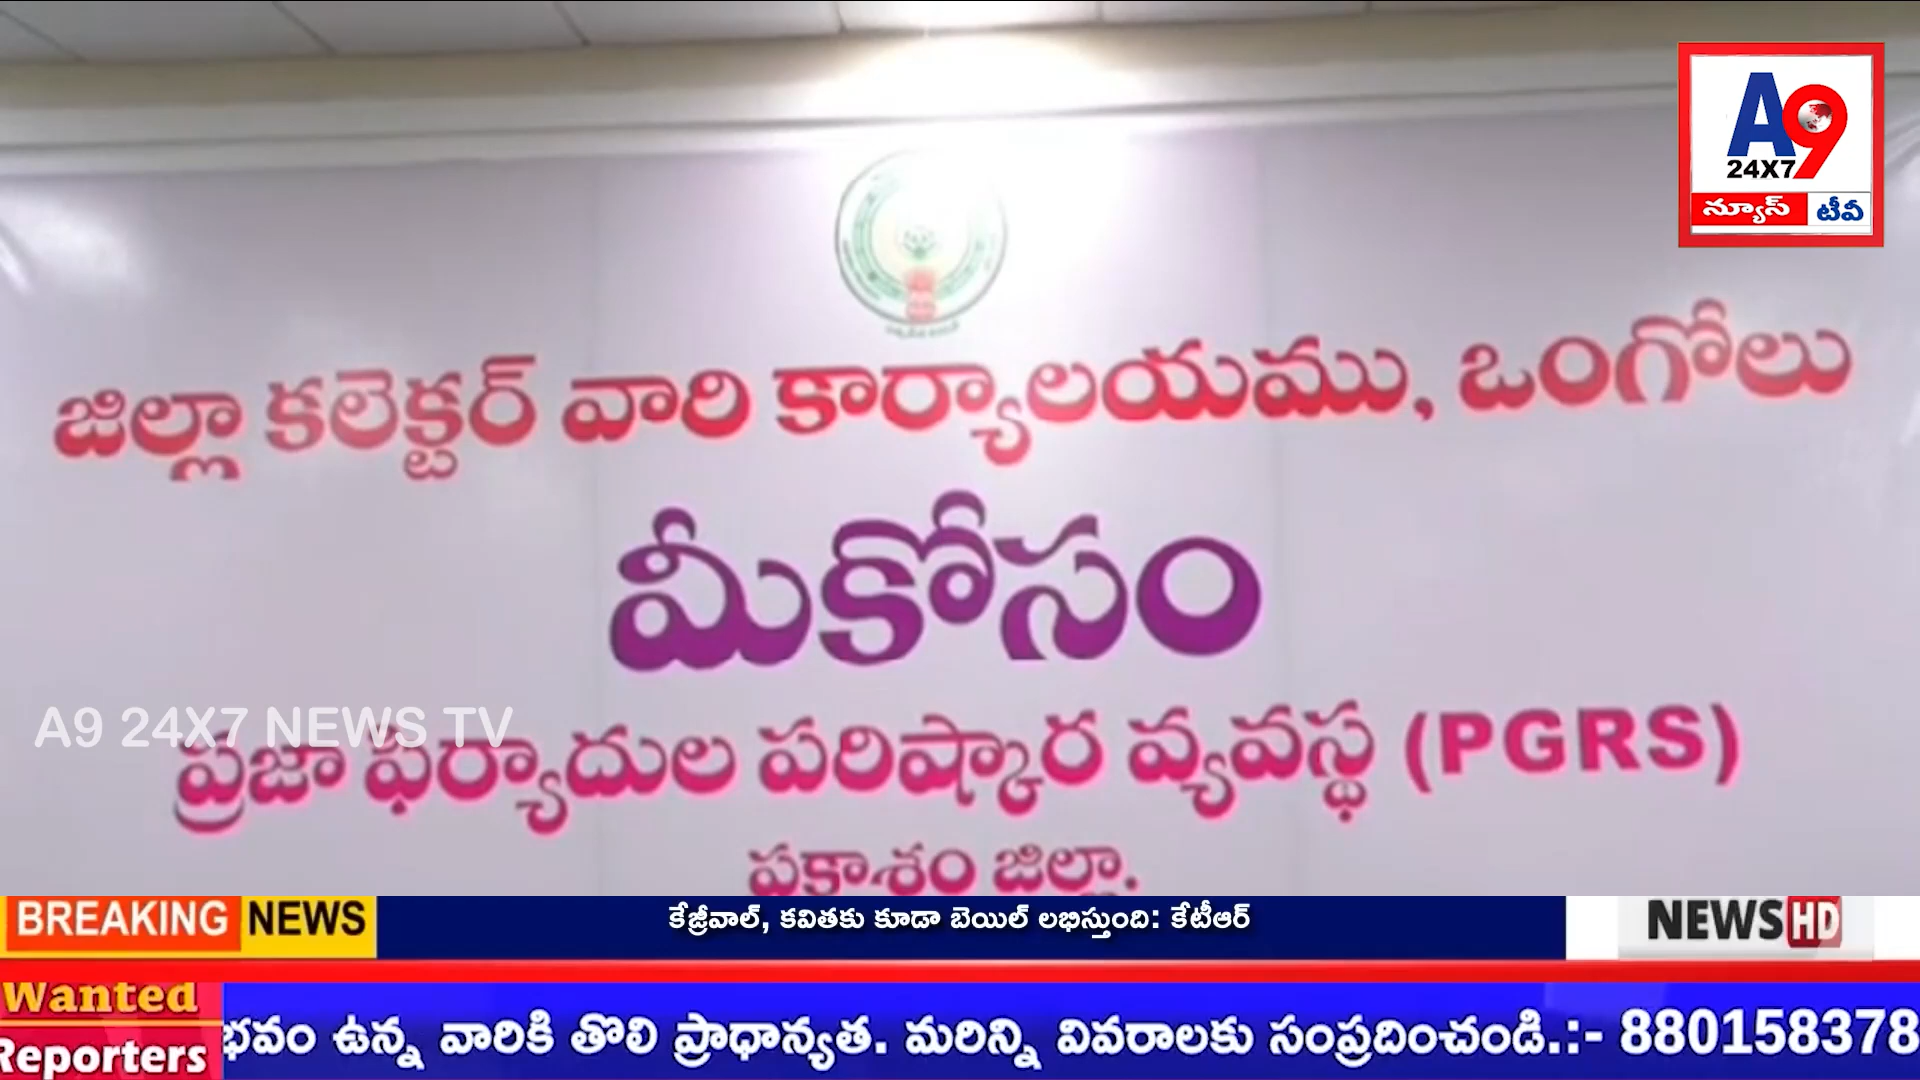 A9
24X7
న్యూస్ టీవీ
జిల్లా కలెక్టర్ వారి కార్యాలయము, ఒంగోలు
మీకోసం
A9 24X7 NEWS TV
ప్రజా ఫిర్యాదుల పరిష్కార వ్యవస్థ (PGRS)
ప్రకాశం జిల్లా.
BREAKING NEWS
కేజ్రీవాల్, కవితకు కూడా బెయిల్ లభిస్తుంది: కేటీఆర్
NEWS HD
Wanted
Reporters
భవం ఉన్న వారికి తొలి ప్రాధాన్యత. మరిన్ని వివరాలకు సంప్రదించండి.:- 880158378